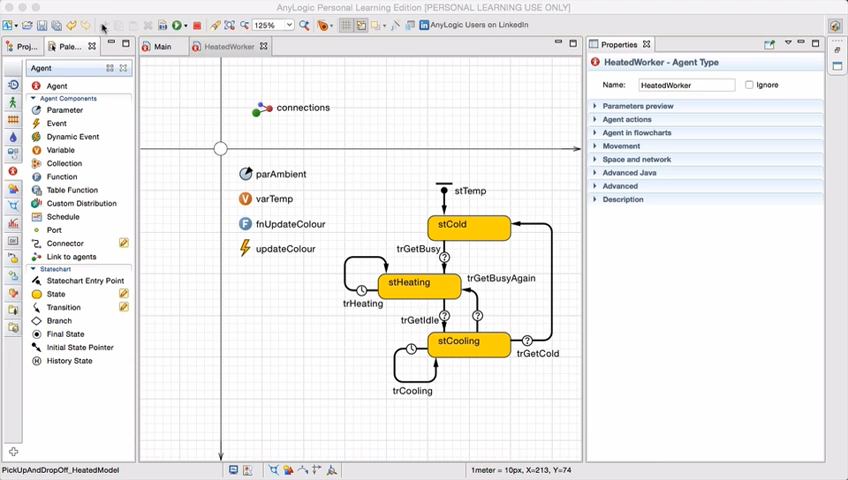 AnyLogic Personal Learning Edition [PERSONAL LEARNING USE ONLY]
125%
AnyLogic Users on LinkedIn
Proj...
Pale...
Main
HeatedWorker
Properties
Agent
Agent
Agent Components
Parameter
Event
Dynamic Event
Variable
Collection
Function
Table Function
Custom Distribution
Schedule
Port
Connector
Link to agents
Statechart
Statechart Entry Point
State
Transition
Branch
Final State
Initial State Pointer
History State
connections
parAmbient
varTemp
fnUpdateColour
updateColour
stTemp
stCold
trGetBusy
stHeating
trGetBusyAgain
trHeating
trGetIdle
stCooling
trGetCold
trCooling
HeatedWorker - Agent Type
Name:
HeatedWorker
Ignore
Parameters preview
Agent actions
Agent in flowcharts
Movement
Space and network
Advanced Java
Advanced
Description
PickUpAndDropOff_HeatedModel
1meter = 10px, X=213, Y=74